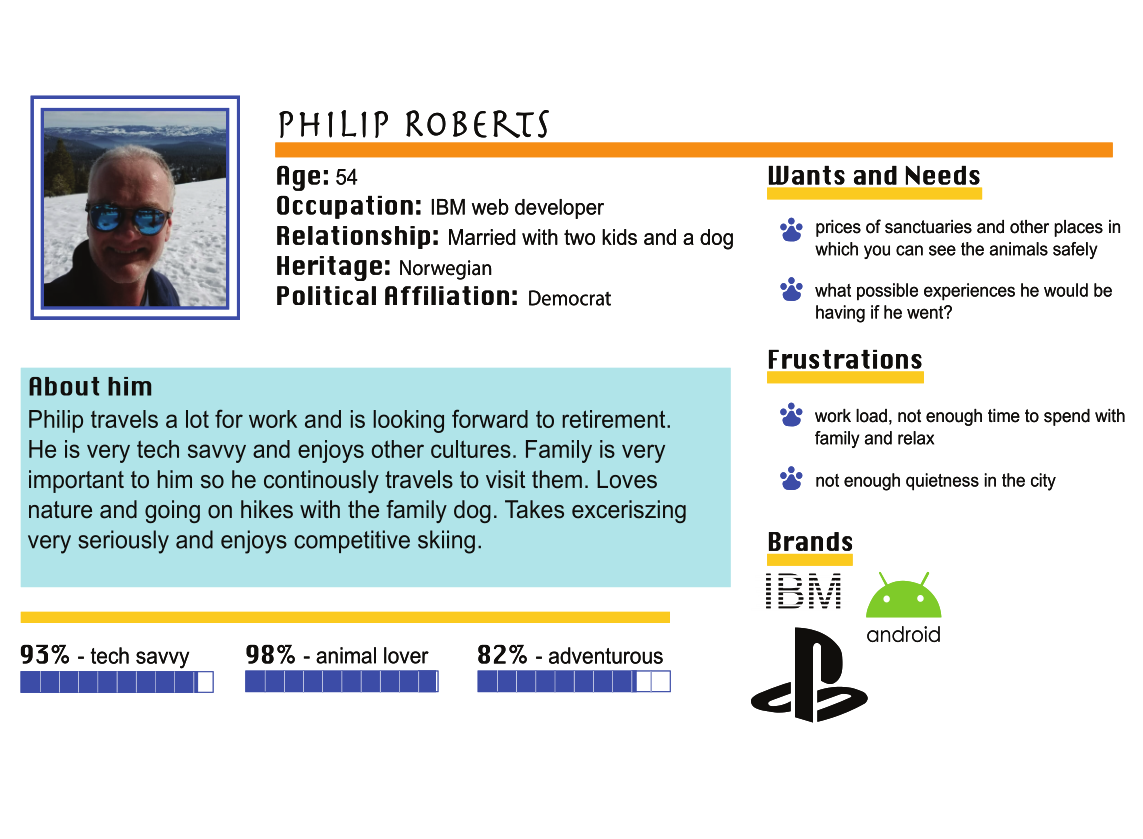 PHILIP ROBERTS
Age: 54
Occupation: IBM web developer
Relationship: Married with two kids and a dog
Heritage: Norwegian
Political Affiliation: Democrat
About him
Philip travels a lot for work and is looking forward to retirement.
He is very tech savvy and enjoys other cultures. Family is very
important to him so he continously travels to visit them. Loves
nature and going on hikes with the family dog. Takes exceriszing
very seriously and enjoys competitive skiing.
93% - tech savvy
98% - animal lover
82% - adventurous
Wants and Needs
prices of sanctuaries and other places in
which you can see the animals safely
what possible experiences he would be
having if he went?
Frustrations
work load, not enough time to spend with
family and relax
not enough quietness in the city
Brands
IBM
android